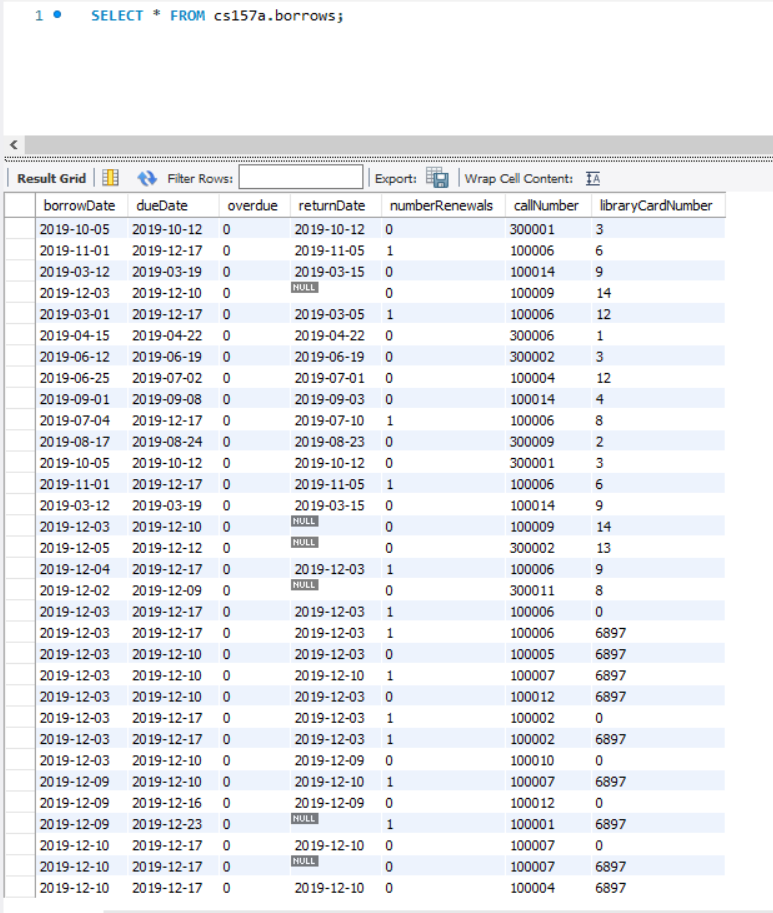 1 SELECT * FROM cs157a.borrows;
Result Grid Filter Rows: Export: Wrap Cell Content: IA
borrowDate dueDate overdue returnDate numberRenewals callNumber libraryCardNumber
2019-10-05 2019-10-12 0 2019-10-12 0 300001 3
2019-11-01 2019-12-17 0 2019-11-05 1 100006 6
2019-03-12 2019-03-19 0 2019-03-15 0 100014 9
2019-12-03 2019-12-10 0 NULL 0 100009 14
2019-03-01 2019-12-17 0 2019-03-05 1 100006 12
2019-04-15 2019-04-22 0 2019-04-22 0 300006 1
2019-06-12 2019-06-19 0 2019-06-19 0 300002 3
2019-06-25 2019-07-02 0 2019-07-01 0 100004 12
2019-09-01 2019-09-08 0 2019-09-03 0 100014 4
2019-07-04 2019-12-17 0 2019-07-10 1 100006 8
2019-08-17 2019-08-24 0 2019-08-23 0 300009 2
2019-10-05 2019-10-12 0 2019-10-12 0 300001 3
2019-11-01 2019-12-17 0 2019-11-05 1 100006 6
2019-03-12 2019-03-19 0 2019-03-15 0 100014 9
2019-12-03 2019-12-10 0 NULL 0 100009 14
2019-12-05 2019-12-12 0 NULL 0 300002 13
2019-12-04 2019-12-17 0 2019-12-03 1 100006 9
2019-12-02 2019-12-09 0 NULL 0 300011 8
2019-12-03 2019-12-17 0 2019-12-03 1 100006 0
2019-12-03 2019-12-17 0 2019-12-03 1 100006 6897
2019-12-03 2019-12-10 0 2019-12-03 0 100005 6897
2019-12-03 2019-12-10 0 2019-12-10 1 100007 6897
2019-12-03 2019-12-10 0 2019-12-03 0 100012 6897
2019-12-03 2019-12-17 0 2019-12-03 1 100002 0
2019-12-03 2019-12-17 0 2019-12-03 1 100002 6897
2019-12-03 2019-12-10 0 2019-12-09 0 100010 0
2019-12-09 2019-12-10 0 2019-12-10 1 100007 6897
2019-12-09 2019-12-16 0 2019-12-09 0 100012 0
2019-12-09 2019-12-23 0 NULL 1 100001 6897
2019-12-10 2019-12-17 0 2019-12-10 0 100007 0
2019-12-10 2019-12-17 0 NULL 0 100007 6897
2019-12-10 2019-12-17 0 2019-12-10 0 100004 6897